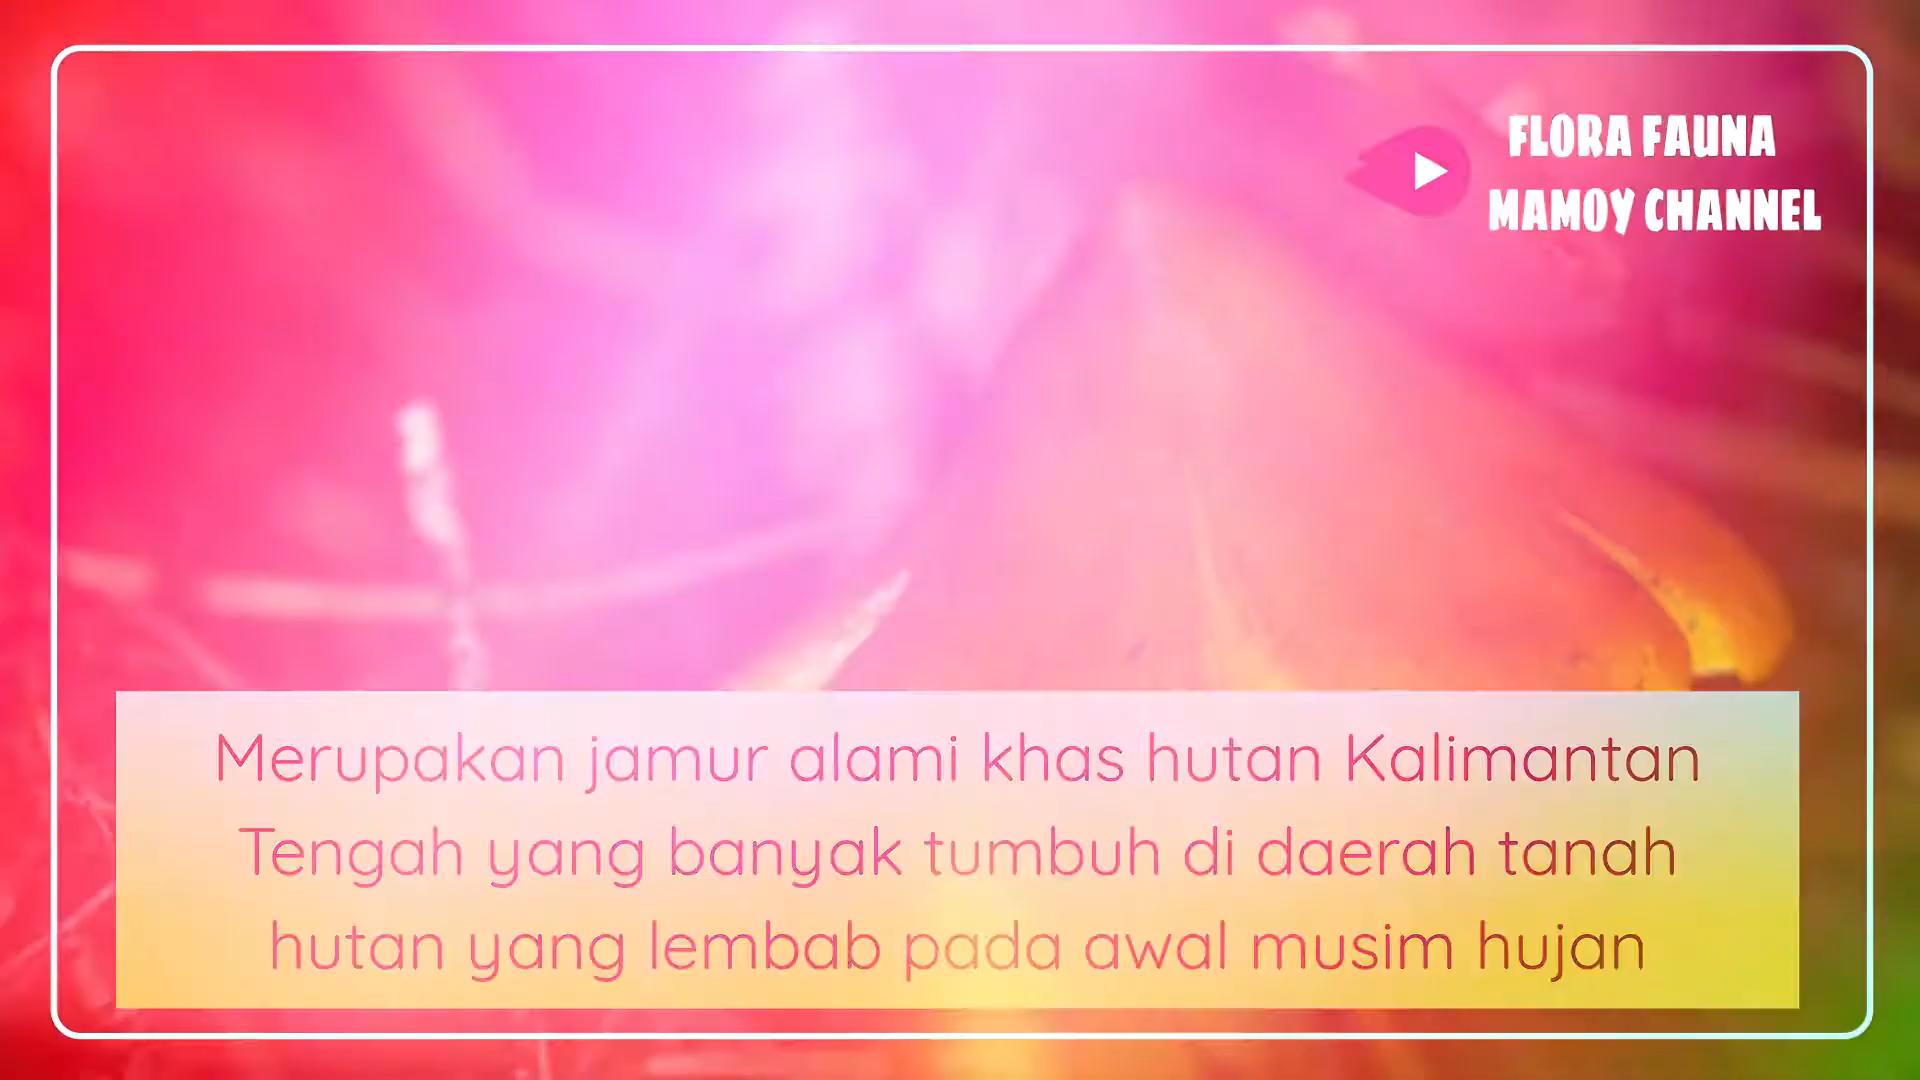 FLORA FAUNA
MAMOY CHANNEL
Merupakan jamur alami khas hutan Kalimantan
Tengah yang banyak tumbuh di daerah tanah
hutan yang lembab pada awal musim hujan